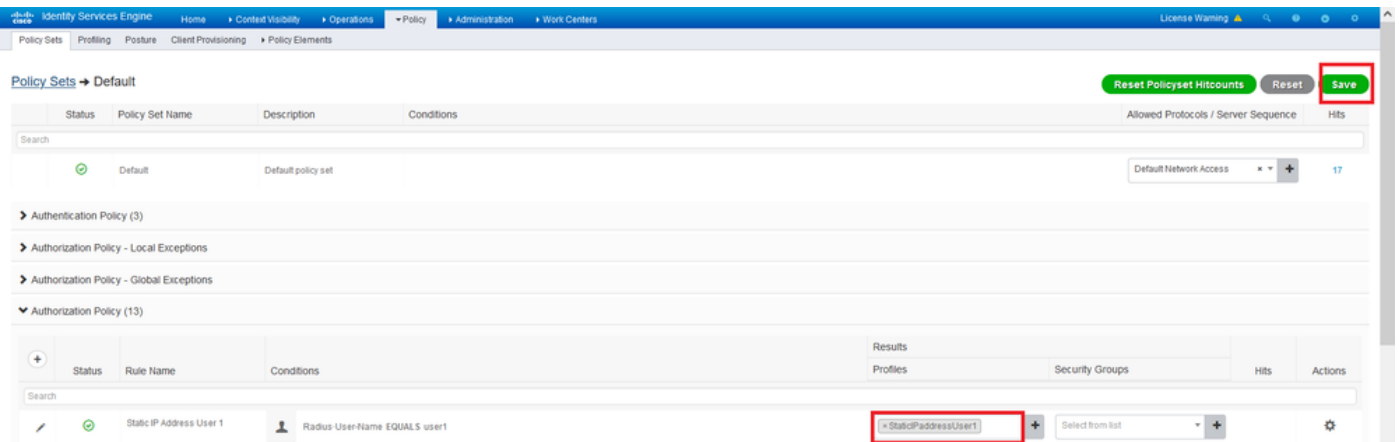 cisco Identity Services Engine Home Context Visibility Operations Policy Administration Work Centers License Warning
Policy Sets Profiling Posture Client Provisioning Policy Elements
Policy Sets → Default Reset Policyset Hitcounts Reset Save
Status Policy Set Name Description Conditions Allowed Protocols / Server Sequence Hits
Search
Default Default policy set Default Network Access × + 17
Authentication Policy (3)
Authorization Policy - Local Exceptions
Authorization Policy - Global Exceptions
Authorization Policy (13)
Results
+ Status Rule Name Conditions Profiles Security Groups Hits Actions
Search
Static IP Address User 1 Radius·User-Name EQUALS user1 ×StaticIPaddressUser1 + Select from list +